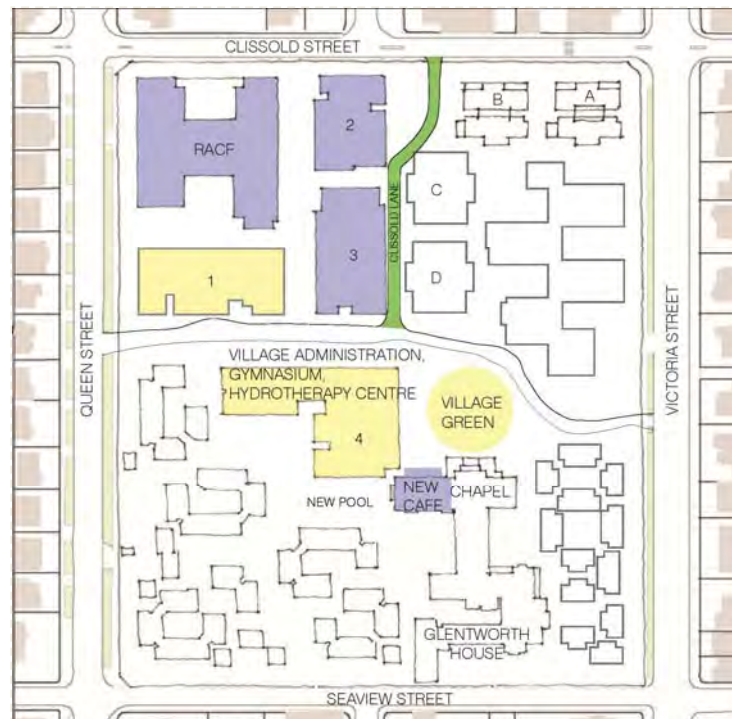 CLISSOLD STREET
B
A
2
RACF
C
CLISSOLD LANE
3
D
1
QUEEN STREET
VICTORIA STREET
VILLAGE ADMINISTRATION,
GYMNASIUM,
HYDROTHERAPY CENTRE
VILLAGE
GREEN
4
NEW
CAFE
CHAPEL
NEW POOL
GLENTWORTH
HOUSE
SEAVIEW STREET